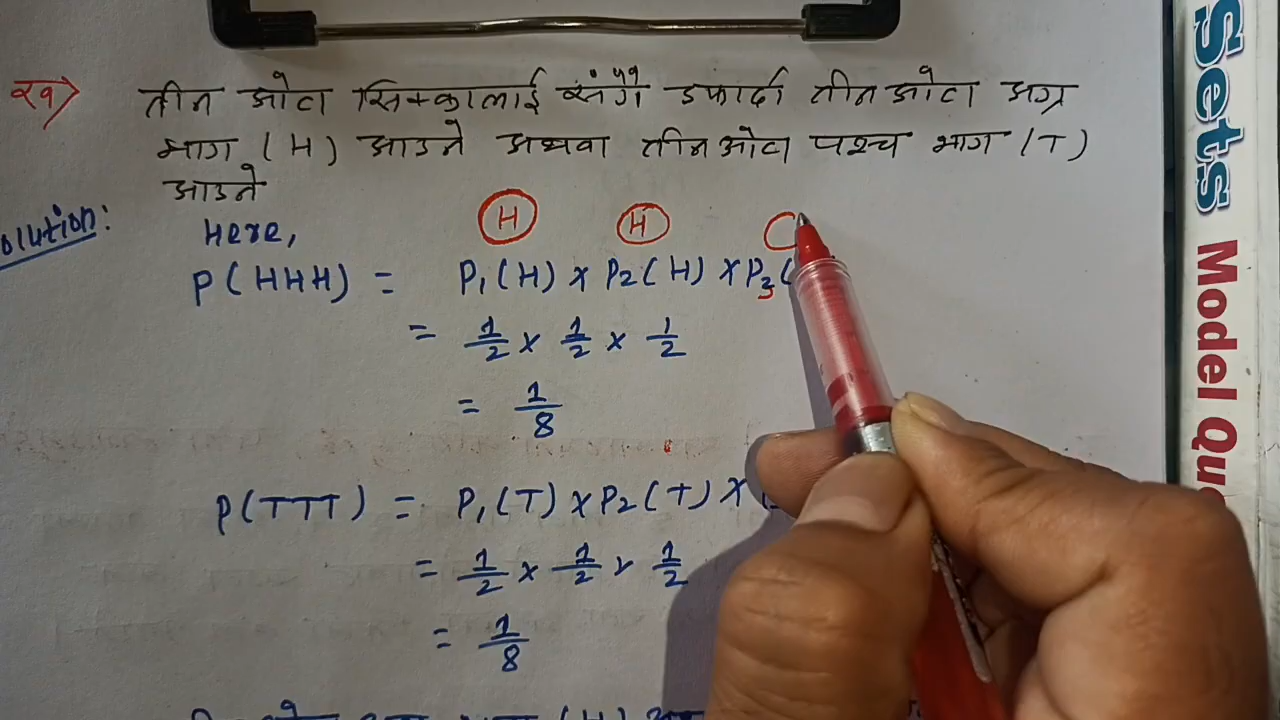 ख१) तीन ओटा सिक्कालाई सँगै उफार्दा तीनओटा अग्र
भाग (H) आउने अथवा तीनओटा पश्च भाग (T)
आउने
olution:
Here,
H H
P(HHH) = P₁(H) × P₂(H) × P₃(
= 1/2 × 1/2 × 1/2
= 1/8
P(TTT) = P₁(T) × P₂(T) ×
= 1/2 × 1/2 × 1/2
= 1/8
(H)
Sets Model Qu